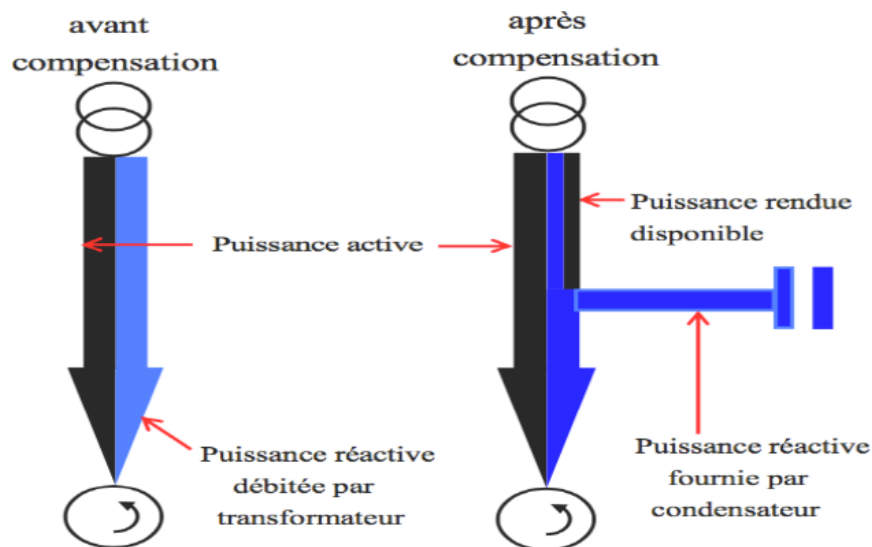 avant
compensation
après
compensation
Puissance rendue
disponible
Puissance active
Puissance réactive
débitée par
transformateur
Puissance réactive
fournie par
condensateur